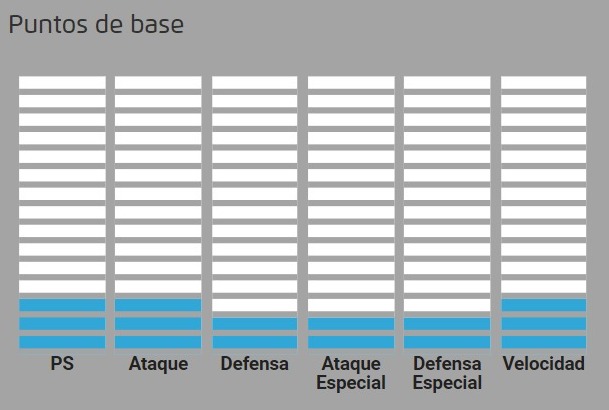 Puntos de base
PS Ataque Defensa Ataque Defensa Velocidad
Especial Especial